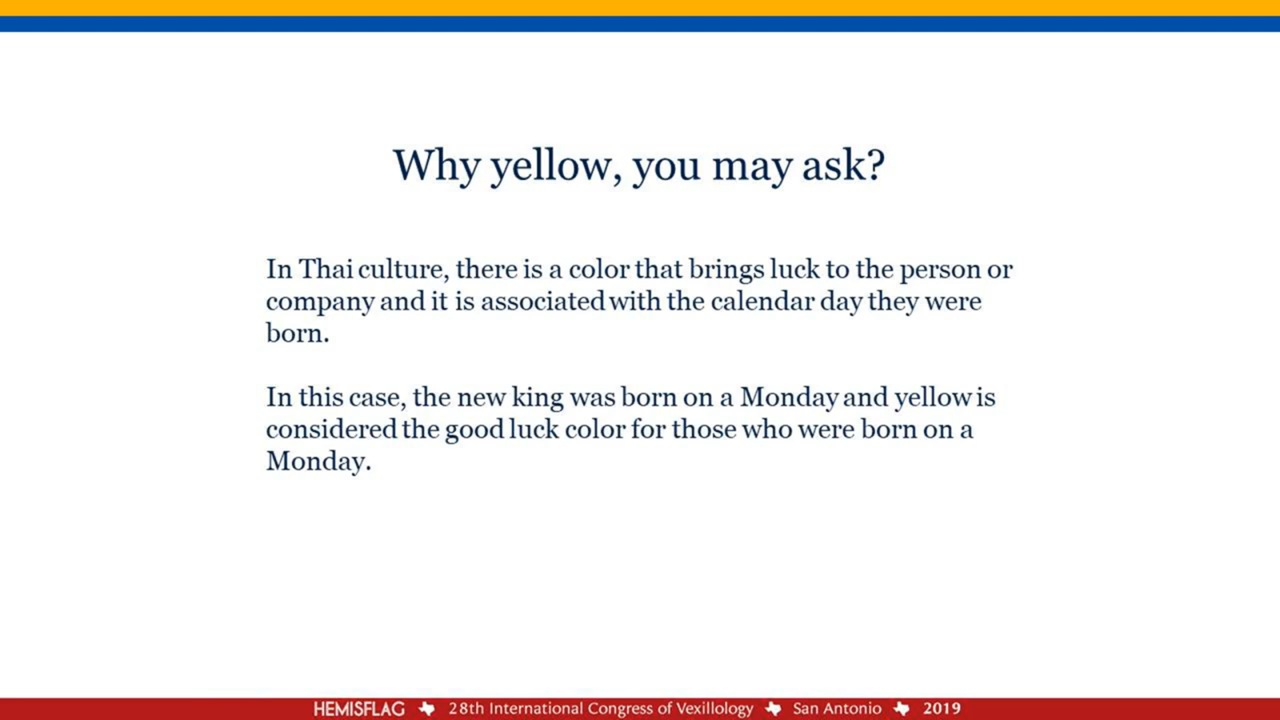 Why yellow, you may ask?
In Thai culture, there is a color that brings luck to the person or
company and it is associated with the calendar day they were
born.
In this case, the new king was born on a Monday and yellow is
considered the good luck color for those who were born on a
Monday.
HEMISFLAG 28th International Congress of Vexillology San Antonio 2019